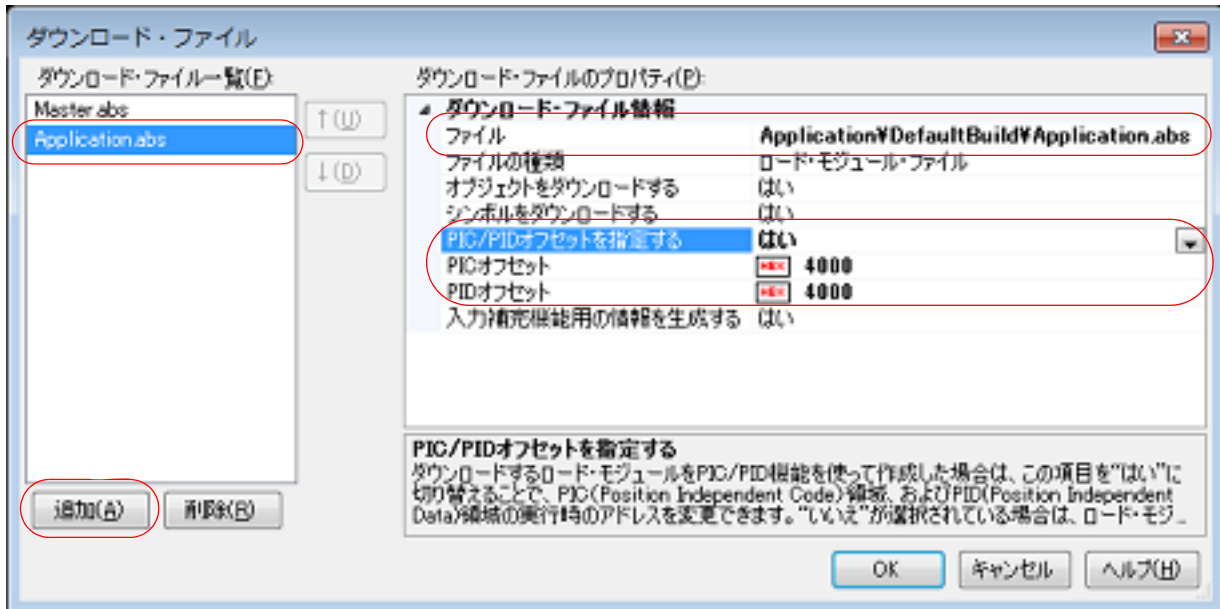 ダウンロード・ファイル
ダウンロード・ファイル一覧(F):
Master.abs
Application.abs
↑(U)
↓(D)
追加(A)
削除(R)
ダウンロード・ファイルのプロパティ(P):
ダウンロード・ファイル情報
ファイル Application¥DefaultBuild¥Application.abs
ファイルの種類 ロード・モジュール・ファイル
オブジェクトをダウンロードする はい
シンボルをダウンロードする はい
PIC/PIDオフセットを指定する はい
PICオフセット HEX 4000
PIDオフセット HEX 4000
入力補完機能用の情報を生成する はい
PIC/PIDオフセットを指定する
ダウンロードするロード・モジュールをPIC/PID機能を使って作成した場合は、この項目を"はい"に
切り替えることで、PIC(Position Independent Code)領域、およびPID(Position Independent
Data)領域の実行時のアドレスを変更できます。"いいえ"が選択されている場合は、ロード・モジ...
OK
キャンセル
ヘルプ(H)